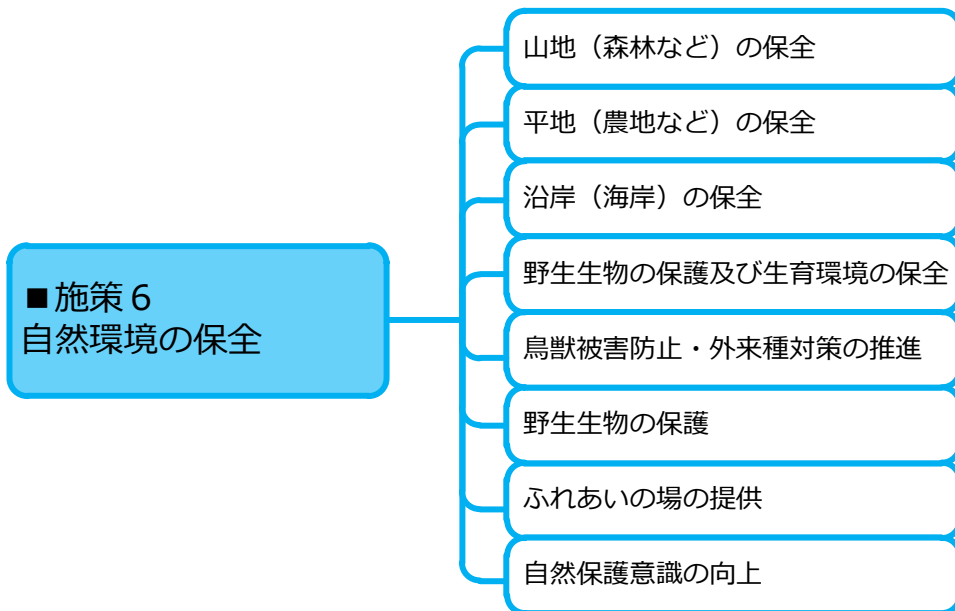 ■施策６
自然環境の保全
山地（森林など）の保全
平地（農地など）の保全
沿岸（海岸）の保全
野生生物の保護及び生育環境の保全
鳥獣被害防止・外来種対策の推進
野生生物の保護
ふれあいの場の提供
自然保護意識の向上